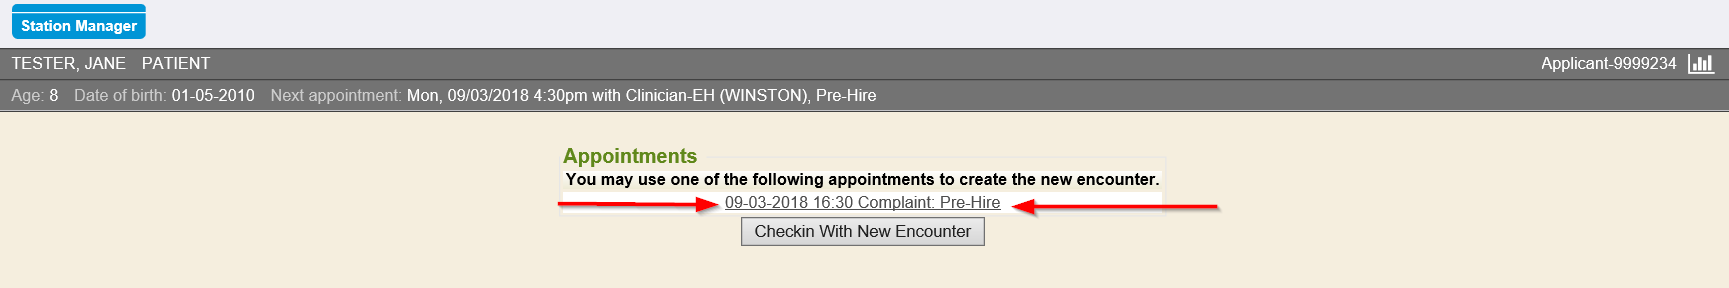 Station Manager
TESTER, JANE PATIENT Applicant-9999234
Age: 8 Date of birth: 01-05-2010 Next appointment: Mon, 09/03/2018 4:30pm with Clinician-EH (WINSTON), Pre-Hire
Appointments
You may use one of the following appointments to create the new encounter.
09-03-2018 16:30 Complaint: Pre-Hire
Checkin With New Encounter